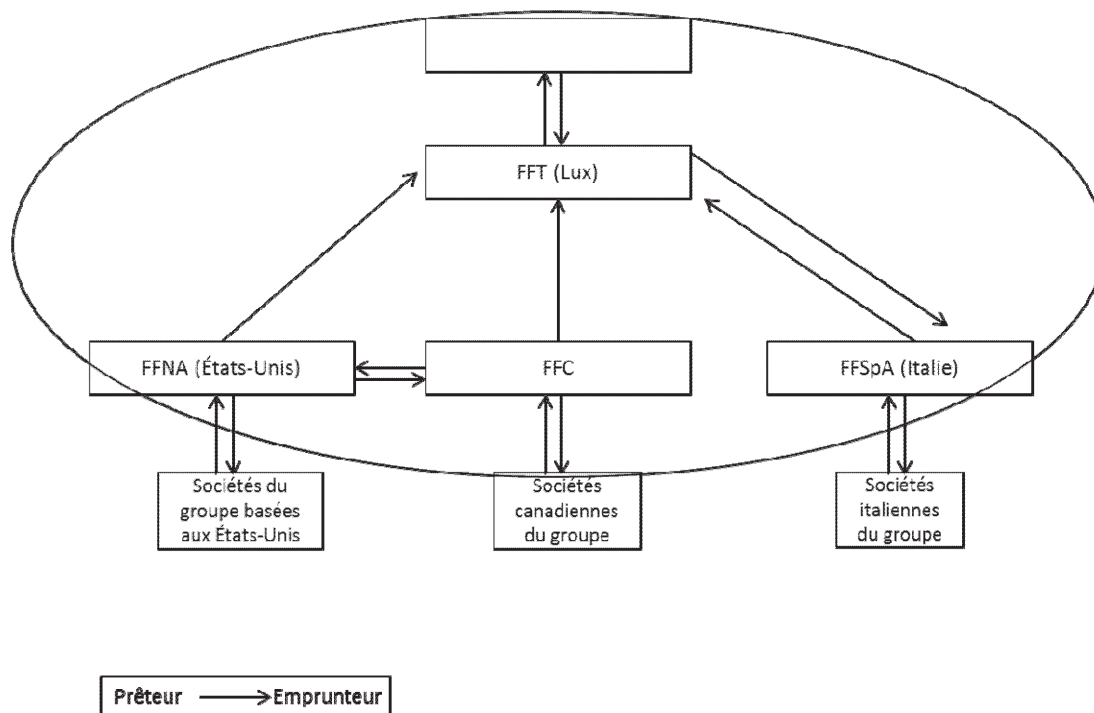 FFT (Lux)
FFNA (États-Unis)
FFC
FFSpA (Italie)
Sociétés du
groupe basées
aux États-Unis
Sociétés
canadiennes
du groupe
Sociétés
italiennes
du groupe
Prêteur Emprunteur